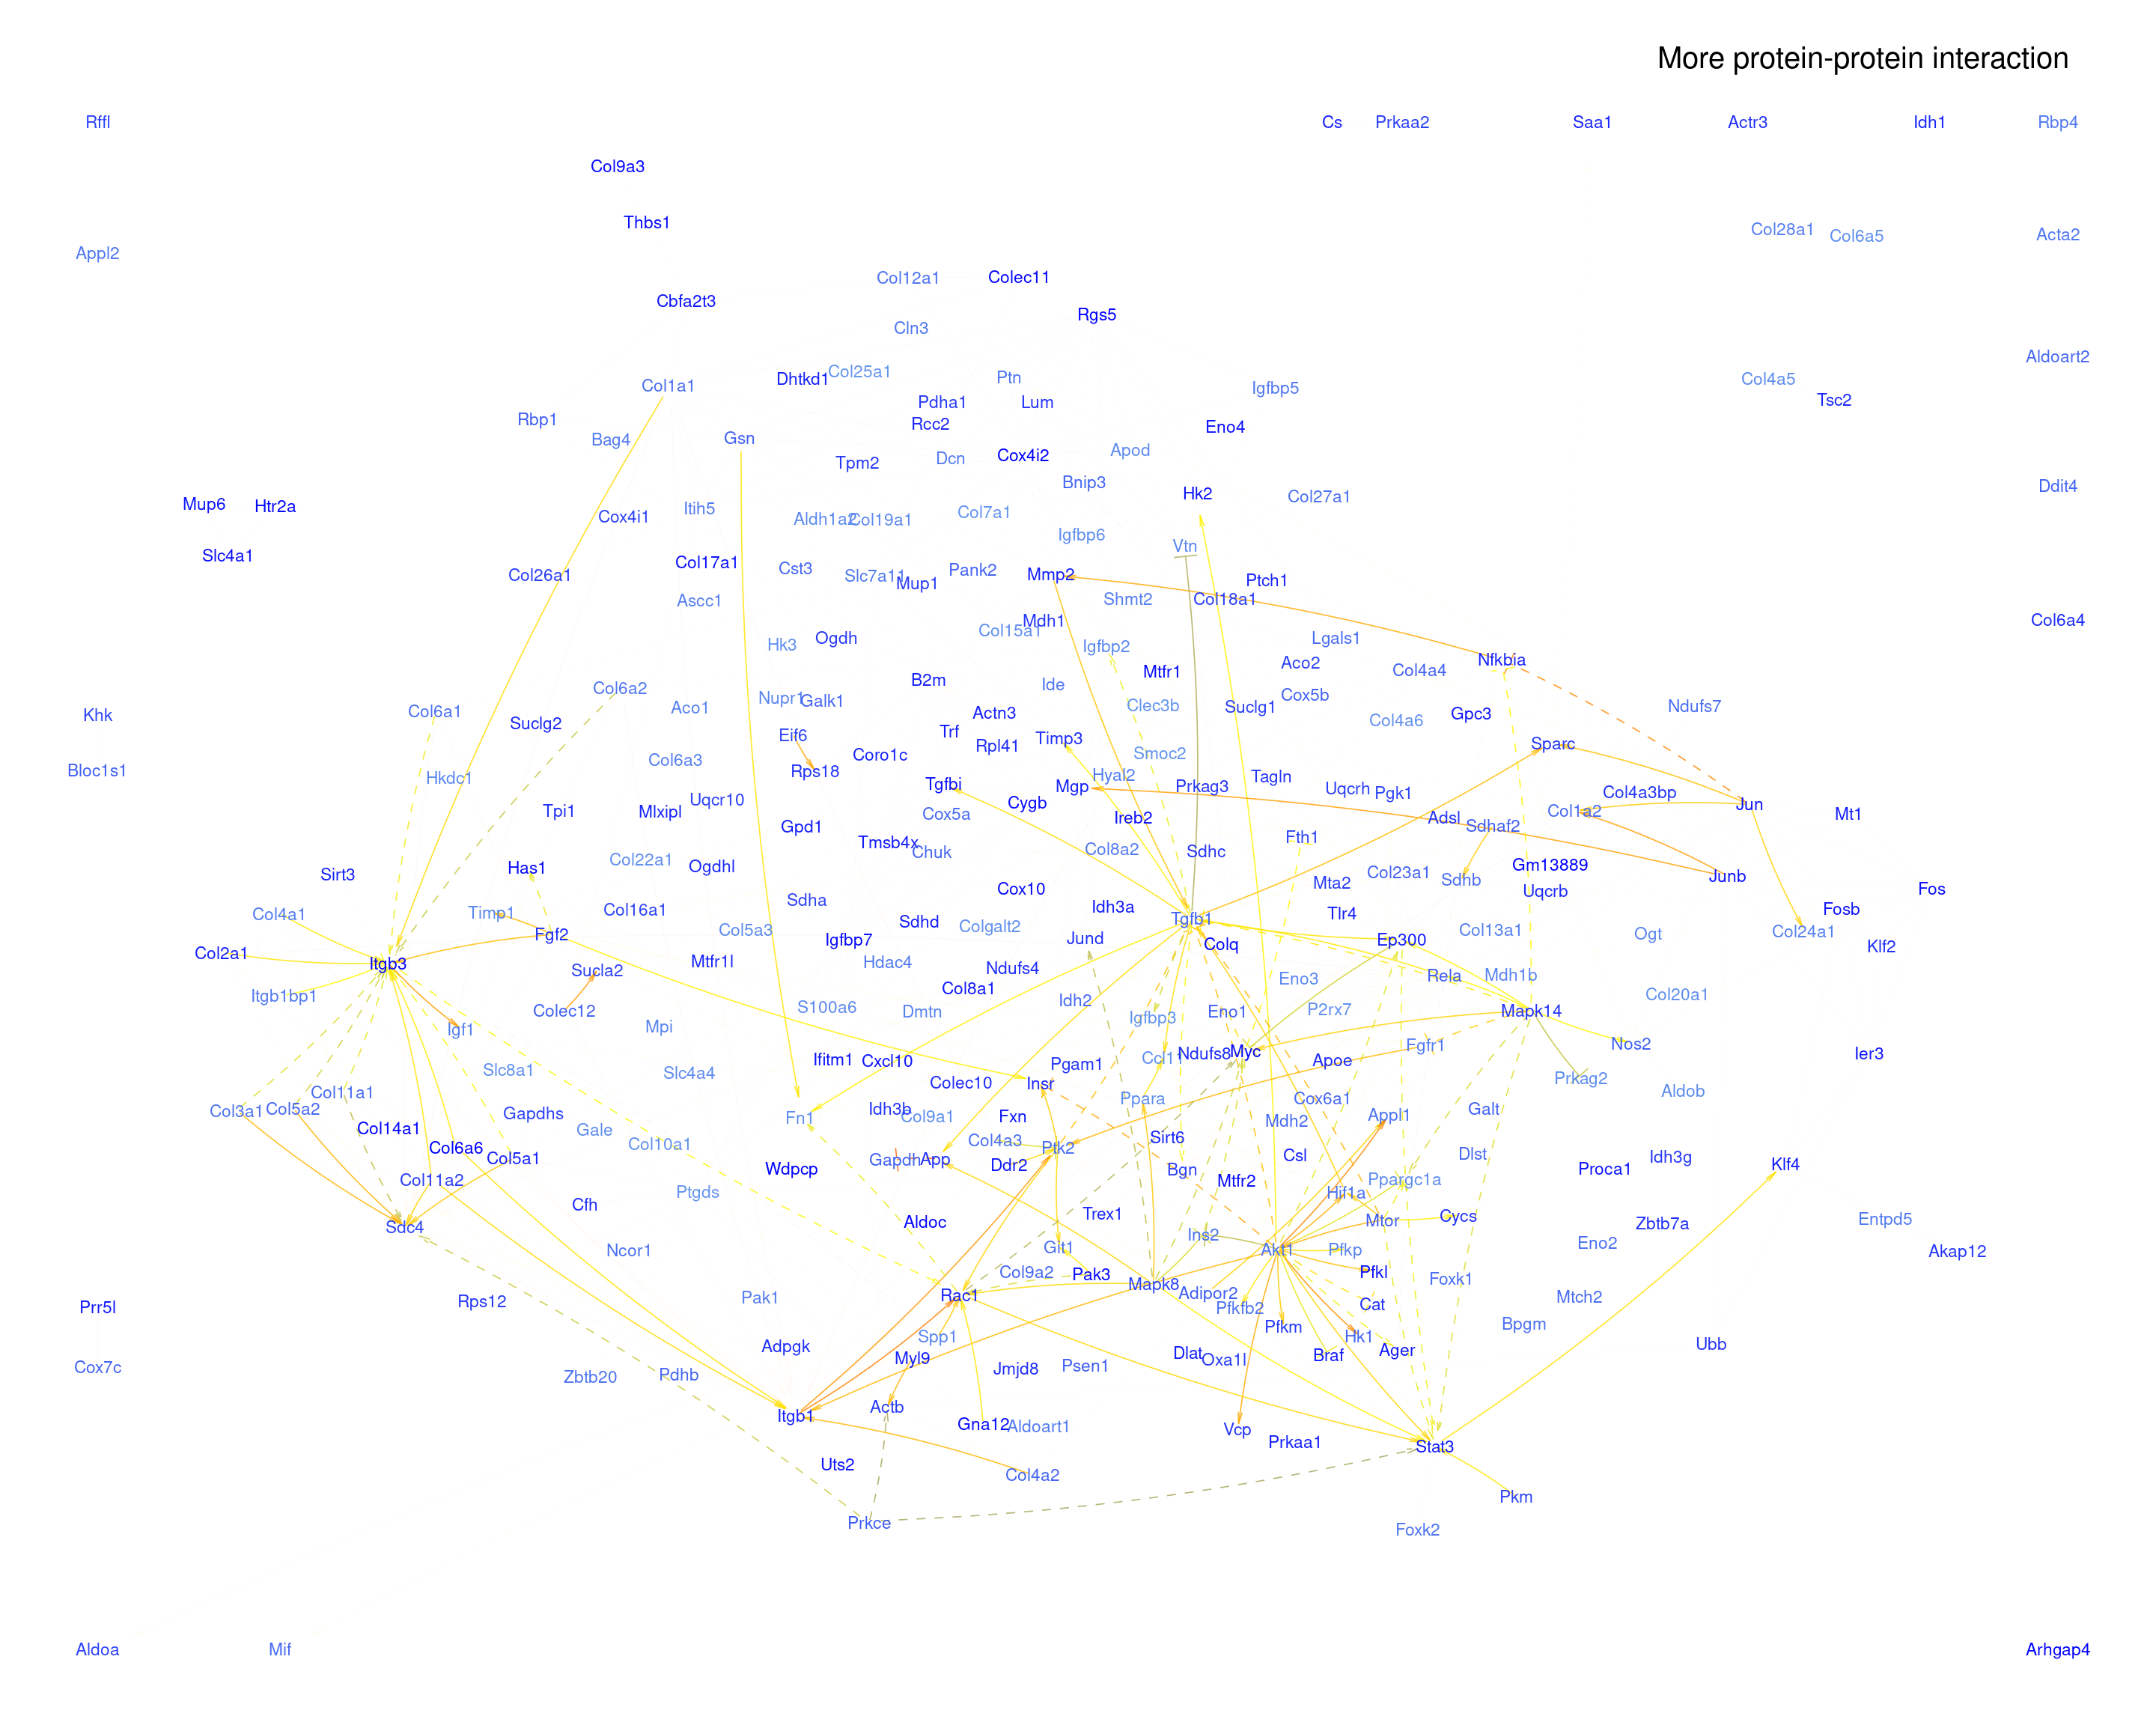 More protein-protein interaction
Rffl
Cs
Prkaa2
Saa1
Actr3
Idh1
Rbp4
Col9a3
Thbs1
Col28a1
Col6a5
Acta2
Appl2
Col12a1
Colec11
Cbfa2t3
Rgs5
Cln3
Aldoart2
Col1a1
Dhtkd1
Col25a1
Ptn
Igfbp5
Col4a5
Tsc2
Pdha1
Lum
Rbp1
Rcc2
Eno4
Bag4
Gsn
Tpm2
Dcn
Cox4i2
Apod
Bnip3
Ddit4
Hk2
Col27a1
Mup6
Htr2a
Itih5
Cox4i1
Aldh1a2
Col19a1
Col7a1
Igfbp6
Vtn
Slc4a1
Col17a1
Col26a1
Cst3
Slc7a11
Mup1
Pank2
Mmp2
Ptch1
Ascc1
Shmt2
Col18a1
Mdh1
Col6a4
Col15a1
Hk3
Ogdh
Igfbp2
Lgals1
Nfkbia
Mtfr1
Aco2
Col4a4
B2m
Ide
Col6a2
Cox5b
Nupr1
Galk1
Clec3b
Suclg1
Ndufs7
Khk
Col6a1
Suclg2
Aco1
Actn3
Col4a6
Gpc3
Eif6
Trf
Rpl41
Timp3
Sparc
Coro1c
Smoc2
Col6a3
Bloc1s1
Rps18
Hkdc1
Tgfbi
Mgp
Hyal2
Prkag3
Tagln
Uqcrh
Pgk1
Col4a3bp
Uqcr10
Cygb
Jun
Tpi1
Mlxipl
Cox5a
Ireb2
Adsl
Col1a2
Mt1
Gpd1
Sdhaf2
Tmsb4x
Chuk
Col8a2
Sdhc
Fth1
Col22a1
Ogdhl
Has1
Gm13889
Sirt3
Cox10
Mta2
Col23a1
Sdhb
Uqcrb
Junb
Fos
Col4a1
Timp1
Col16a1
Sdha
Sdhd
Idh3a
Tgfb1
Tlr4
Fosb
Fgf2
Col5a3
Igfbp7
Colgalt2
Jund
Colq
Ep300
Col13a1
Ogt
Col24a1
Klf2
Col2a1
Itgb3
Sucla2
Mtfr1l
Hdac4
Ndufs4
Rela
Mdh1b
Eno3
Itgb1bp1
Col8a1
Idh2
Col20a1
Colec12
S100a6
Dmtn
Igfbp3
Eno1
P2rx7
Mapk14
Igf1
Mpi
Ccl11
Ndufs8
Myc
Fgfr1
Nos2
Ier3
Ifitm1
Cxcl10
Pgam1
Apoe
Slc8a1
Slc4a4
Colec10
Insr
Prkag2
Aldob
Col11a1
Ppara
Cox6a1
Col3a1
Col5a2
Gapdhs
Fn1
Idh3b
Col9a1
Fxn
Mdh2
Appl1
Galt
Col14a1
Gale
Col10a1
Col4a3
Ptk2
Sirt6
Col6a6
Col5a1
Gapdh
App
Ddr2
Csl
Dlst
Idh3g
Wdpcp
Bgn
Proca1
Klf4
Col11a2
Ptgds
Mtfr2
Hif1a
Ppargc1a
Cfh
Sdc4
Aldoc
Trex1
Mtor
Cycs
Zbtb7a
Entpd5
Ncor1
Git1
Ins2
Akt1
Pfkp
Eno2
Akap12
Col9a2
Pak3
Mapk8
Pfkl
Foxk1
Rac1
Adipor2
Rps12
Pak1
Pfkfb2
Cat
Mtch2
Prr5l
Spp1
Pfkm
Hk1
Bpgm
Adpgk
Myl9
Dlat
Oxa1l
Braf
Ager
Ubb
Cox7c
Zbtb20
Pdhb
Jmjd8
Psen1
Itgb1
Actb
Gna12
Aldoart1
Vcp
Prkaa1
Stat3
Uts2
Col4a2
Pkm
Prkce
Foxk2
Aldoa
Mif
Arhgap4